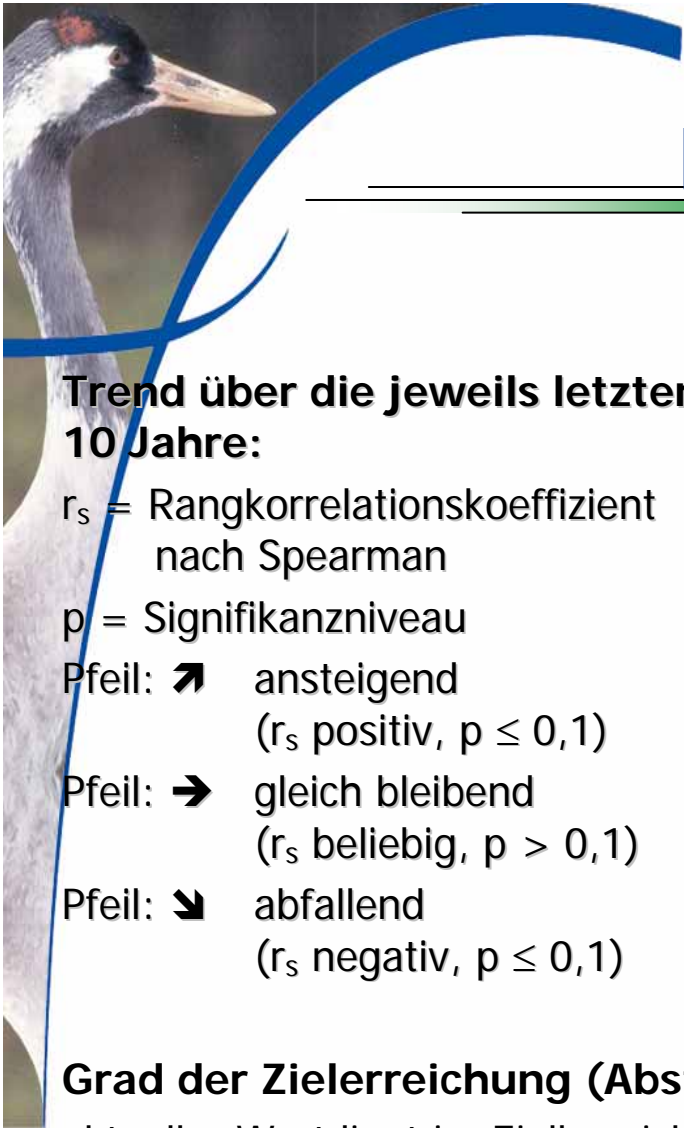 Trend über die jeweils letzten
10 Jahre:
rₛ = Rangkorrelationskoeffizient
nach Spearman
p = Signifikanzniveau
Pfeil: ↗ ansteigend
(rₛ positiv, p ≤ 0,1)
Pfeil: → gleich bleibend
(rₛ beliebig, p > 0,1)
Pfeil: ↘ abfallend
(rₛ negativ, p ≤ 0,1)
Grad der Zielerreichung (Abs